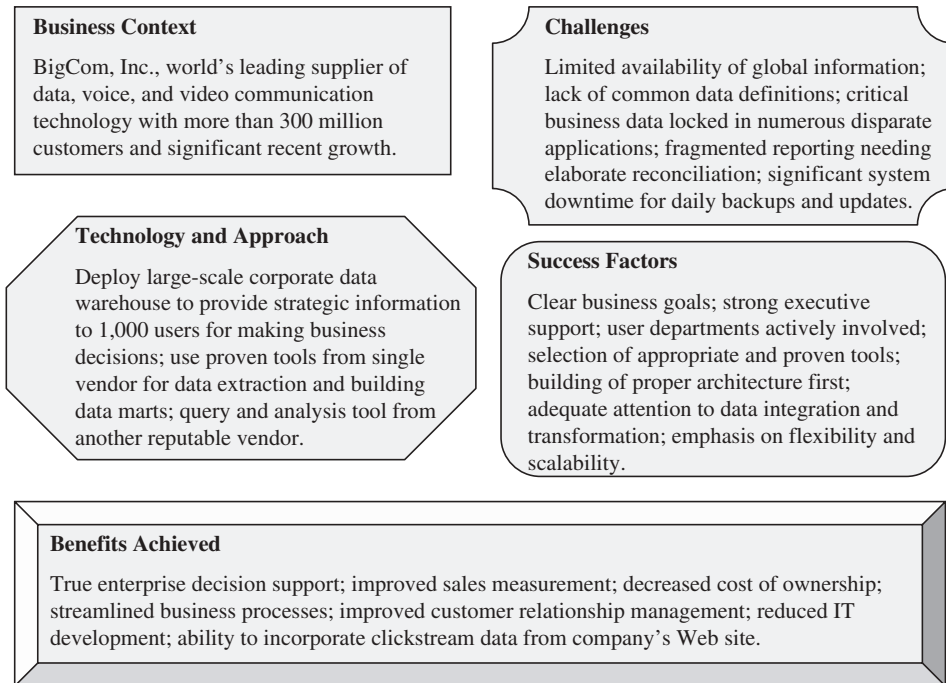 Business Context
BigCom, Inc., world's leading supplier of
data, voice, and video communication
technology with more than 300 million
customers and significant recent growth.
Challenges
Limited availability of global information;
lack of common data definitions; critical
business data locked in numerous disparate
applications; fragmented reporting needing
elaborate reconciliation; significant system
downtime for daily backups and updates.
Technology and Approach
Deploy large-scale corporate data
warehouse to provide strategic information
to 1,000 users for making business
decisions; use proven tools from single
vendor for data extraction and building
data marts; query and analysis tool from
another reputable vendor.
Success Factors
Clear business goals; strong executive
support; user departments actively involved;
selection of appropriate and proven tools;
building of proper architecture first;
adequate attention to data integration and
transformation; emphasis on flexibility and
scalability.
Benefits Achieved
True enterprise decision support; improved sales measurement; decreased cost of ownership;
streamlined business processes; improved customer relationship management; reduced IT
development; ability to incorporate clickstream data from company's Web site.